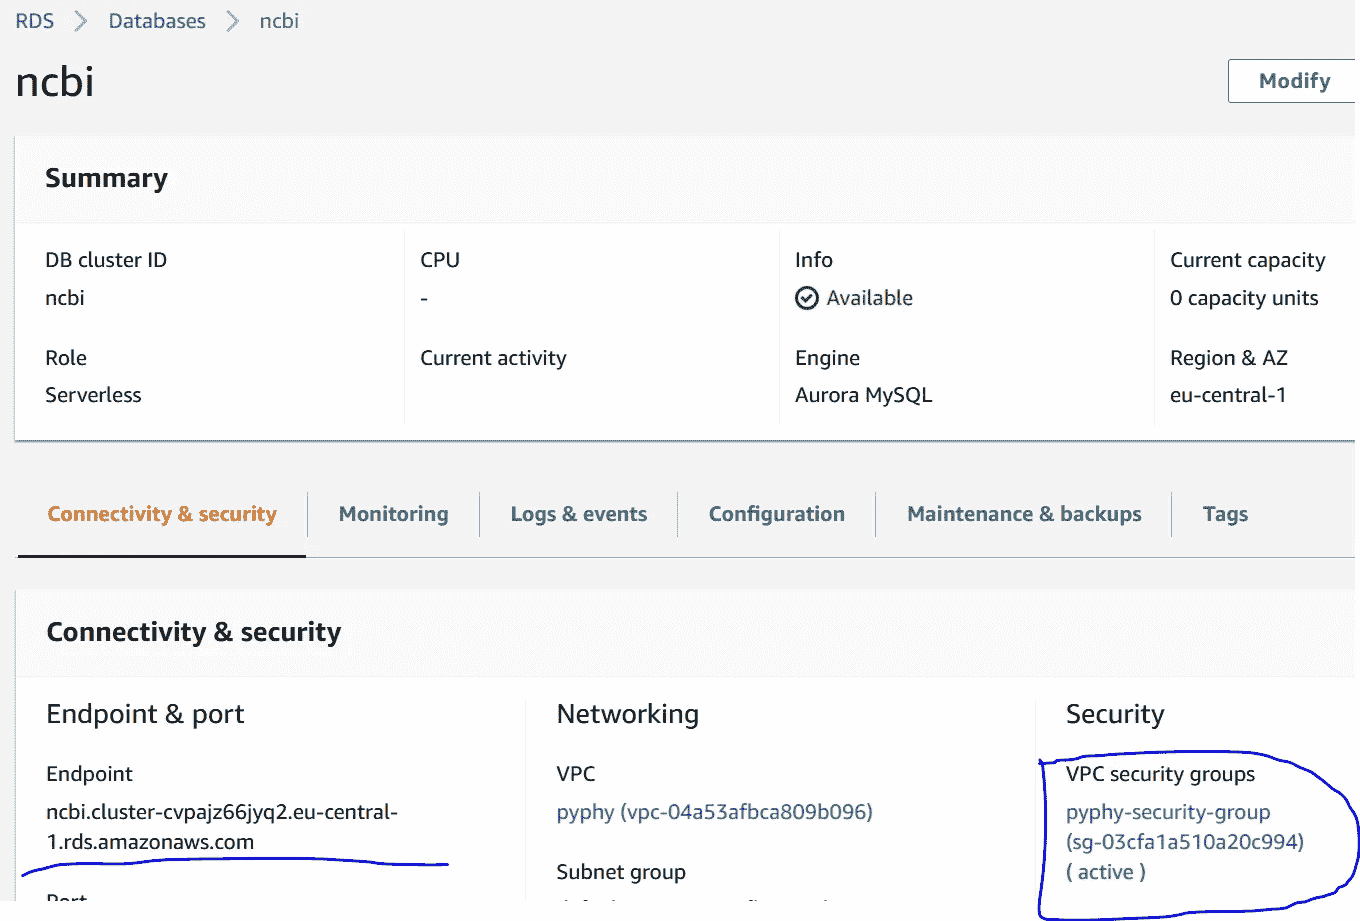 RDS > Databases > ncbi
ncbi
Modify
Summary
DB cluster ID
ncbi
CPU
-
Info
Available
Current capacity
0 capacity units
Role
Serverless
Current activity
Engine
Aurora MySQL
Region & AZ
eu-central-1
Connectivity & security
Monitoring
Logs & events
Configuration
Maintenance & backups
Tags
Connectivity & security
Endpoint & port
Endpoint
ncbi.cluster-cvpajz66jyq2.eu-central-
1.rds.amazonaws.com
Port
Networking
VPC
pyphy (vpc-04a53afbca809b096)
Subnet group
Security
VPC security groups
pyphy-security-group
(sg-03cfa1a510a20c994)
( active )